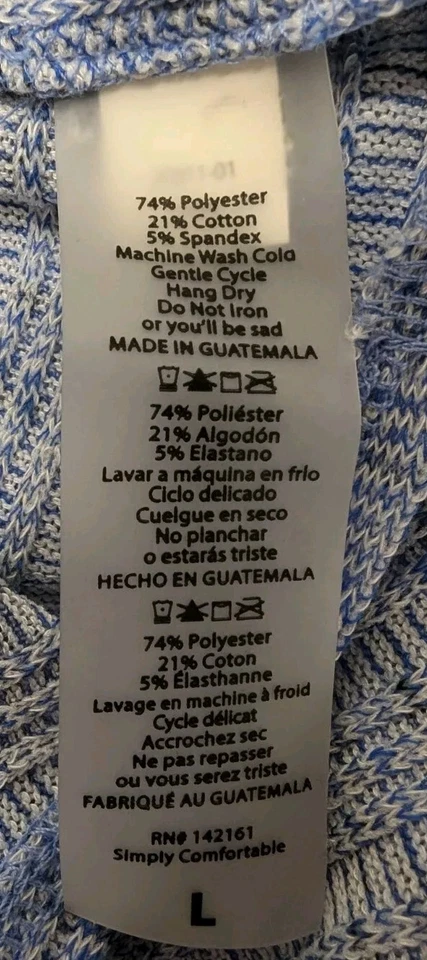 74% Polyester
21% Cotton
5% Spandex
Machine Wash Cold
Gentle Cycle
Hang Dry
Do Not Iron
or you'll be sad
MADE IN GUATEMALA
74% Poliéster
21% Algodón
5% Elastano
Lavar a máquina en frío
Ciclo delicado
Cuelgue en seco
No planchar
o estarás triste
HECHO EN GUATEMALA
74% Polyester
21% Coton
5% Élasthanne
Lavage en machine à froid
Cycle délicat
Accrochez sec
Ne pas repasser
ou vous serez triste
FABRIQUÉ AU GUATEMALA
RN# 142161
Simply Comfortable
L